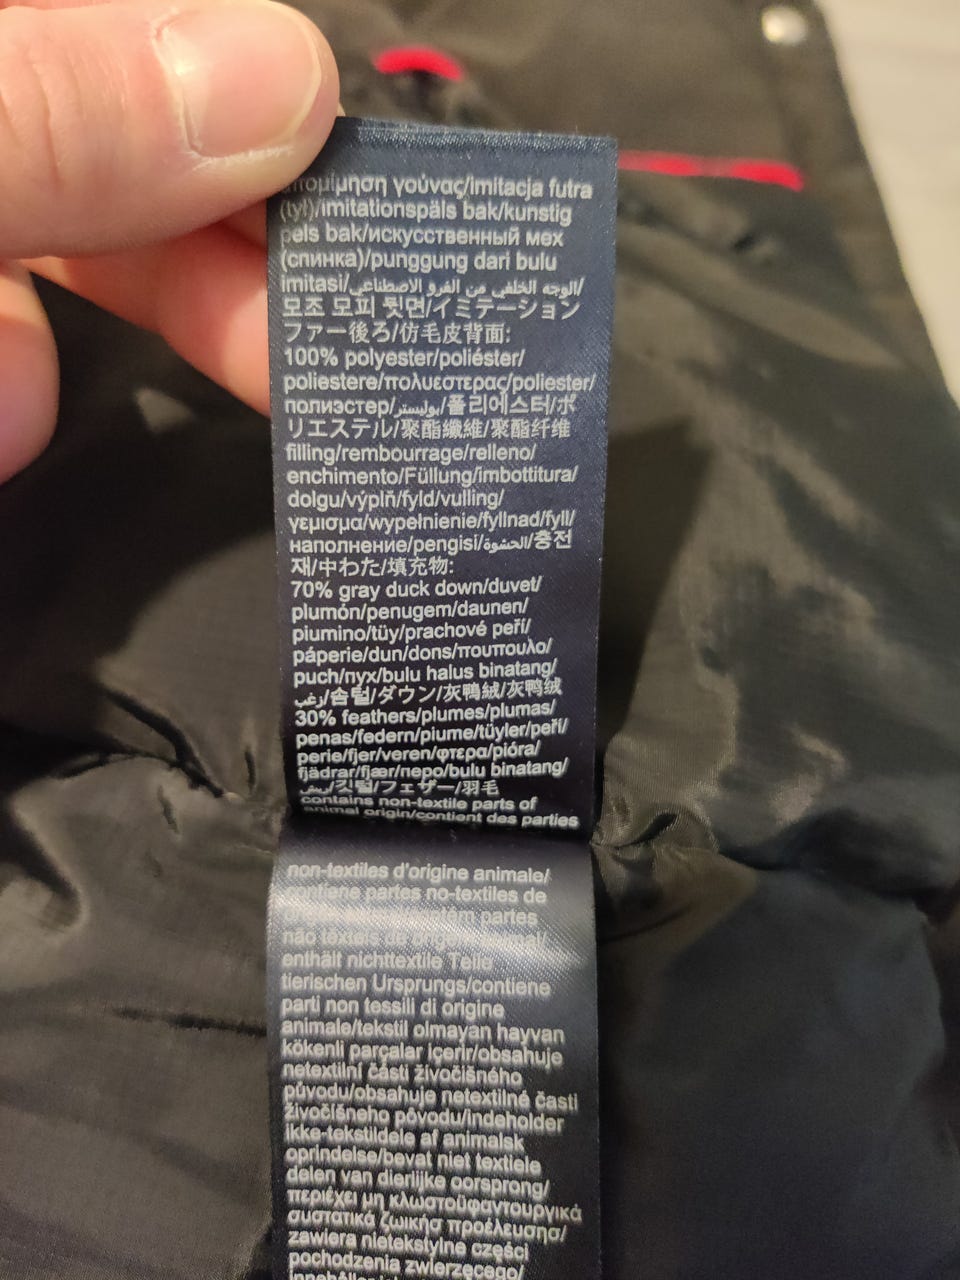 απομίμηση γούνας/imitacja futra
(tył)/imitationspäls bak/kunstig
pels bak/искусственный мех
(спинка)/punggung dari bulu
imitasi/الوجه الخلفي من الفرو الاصطناعي/
모조 모피 뒷면/イミテーション
ファー後ろ/仿毛皮背面:
100% polyester/poliéster/
poliestere/πολυεστερας/poliester/
полиэстер/بوليستر/폴리에스터/ポ
リエステル/聚酯纖維/聚酯纤维
filling/rembourrage/relleno/
enchimento/Füllung/imbottitura/
dolgu/výplň/fyld/vulling/
γεμισμα/wypełnienie/fyllnad/fyll/
наполнение/pengisi/الحشوة/충전
재/中わた/填充物:
70% gray duck down/duvet/
plumón/penugem/daunen/
piumino/tüy/prachové peří/
páperie/dun/dons/πουπουλο/
puch/пух/bulu halus binatang/
زغب/솜털/ダウン/灰鴨絨/灰鸭绒
30% feathers/plumes/plumas/
penas/federn/piume/tüyler/peří/
perie/fjer/veren/φτερα/pióra/
fjädrar/fjær/перо/bulu binatang/
ريش/깃털/フェザー/羽毛
contains non-textile parts of
animal origin/contient des parties
non-textiles d'origine animale/
contiene partes no-textiles de
partes
não têxteis de
enthält nichttextile Teile
tierischen Ursprungs/contiene
parti non tessili di origine
animale/tekstil olmayan hayvan
kökenli parçalar içerir/obsahuje
netextilní části živočišného
původu/obsahuje netextilné časti
živočíšneho pôvodu/indeholder
ikke-tekstildele af animalsk
oprindelse/bevat niet textiele
delen van dierlijke oorsprong/
περιέχει μη κλωστοϋφαντουργικά
συστατικά ζωικήσ προέλευσησ/
zawiera nietekstylne części
pochodzenia zwierzęcego/